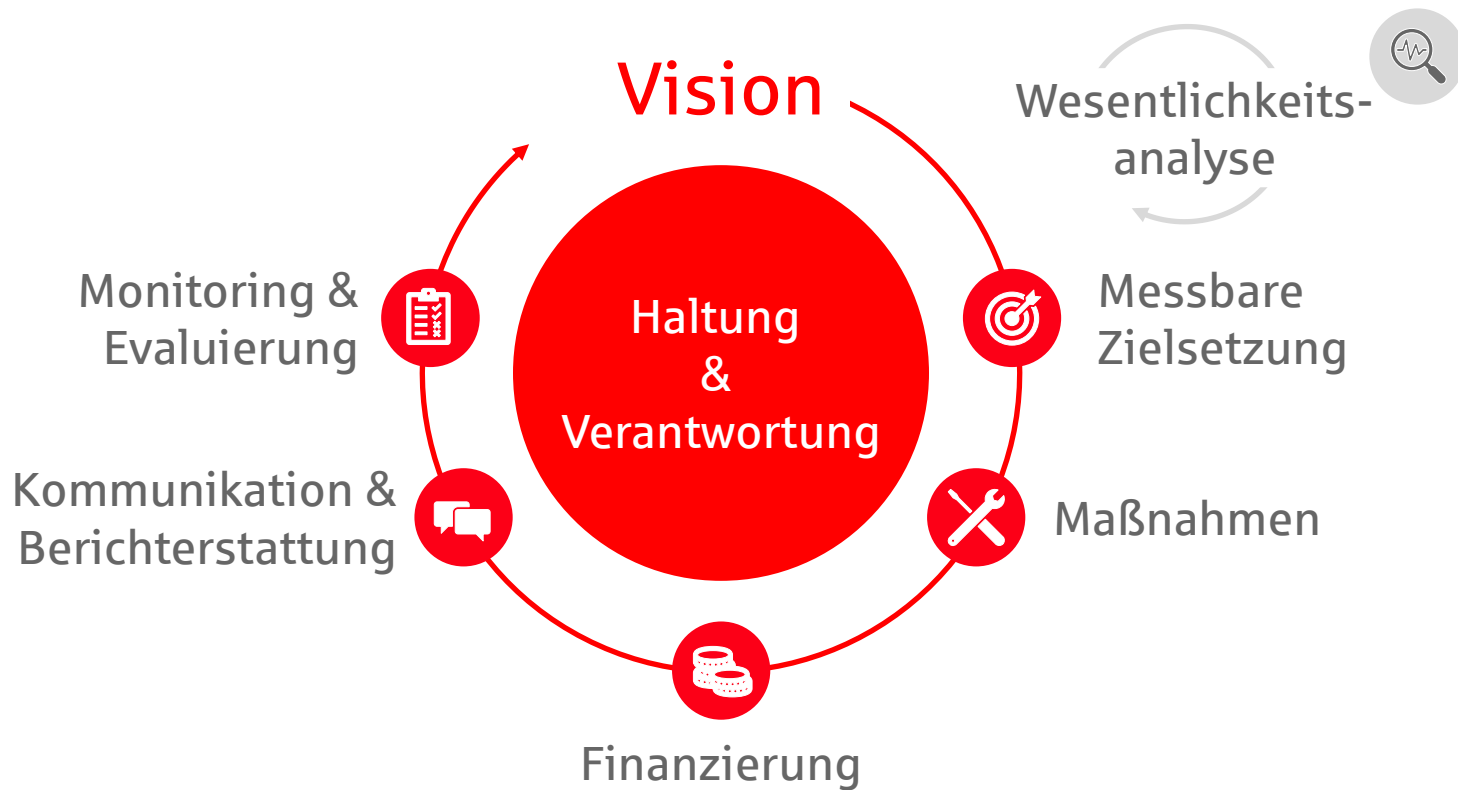 Vision
Wesentlichkeits-
analyse
Messbare
Zielsetzung
Maßnahmen
Finanzierung
Kommunikation &
Berichterstattung
Monitoring &
Evaluierung
Haltung
&
Verantwortung